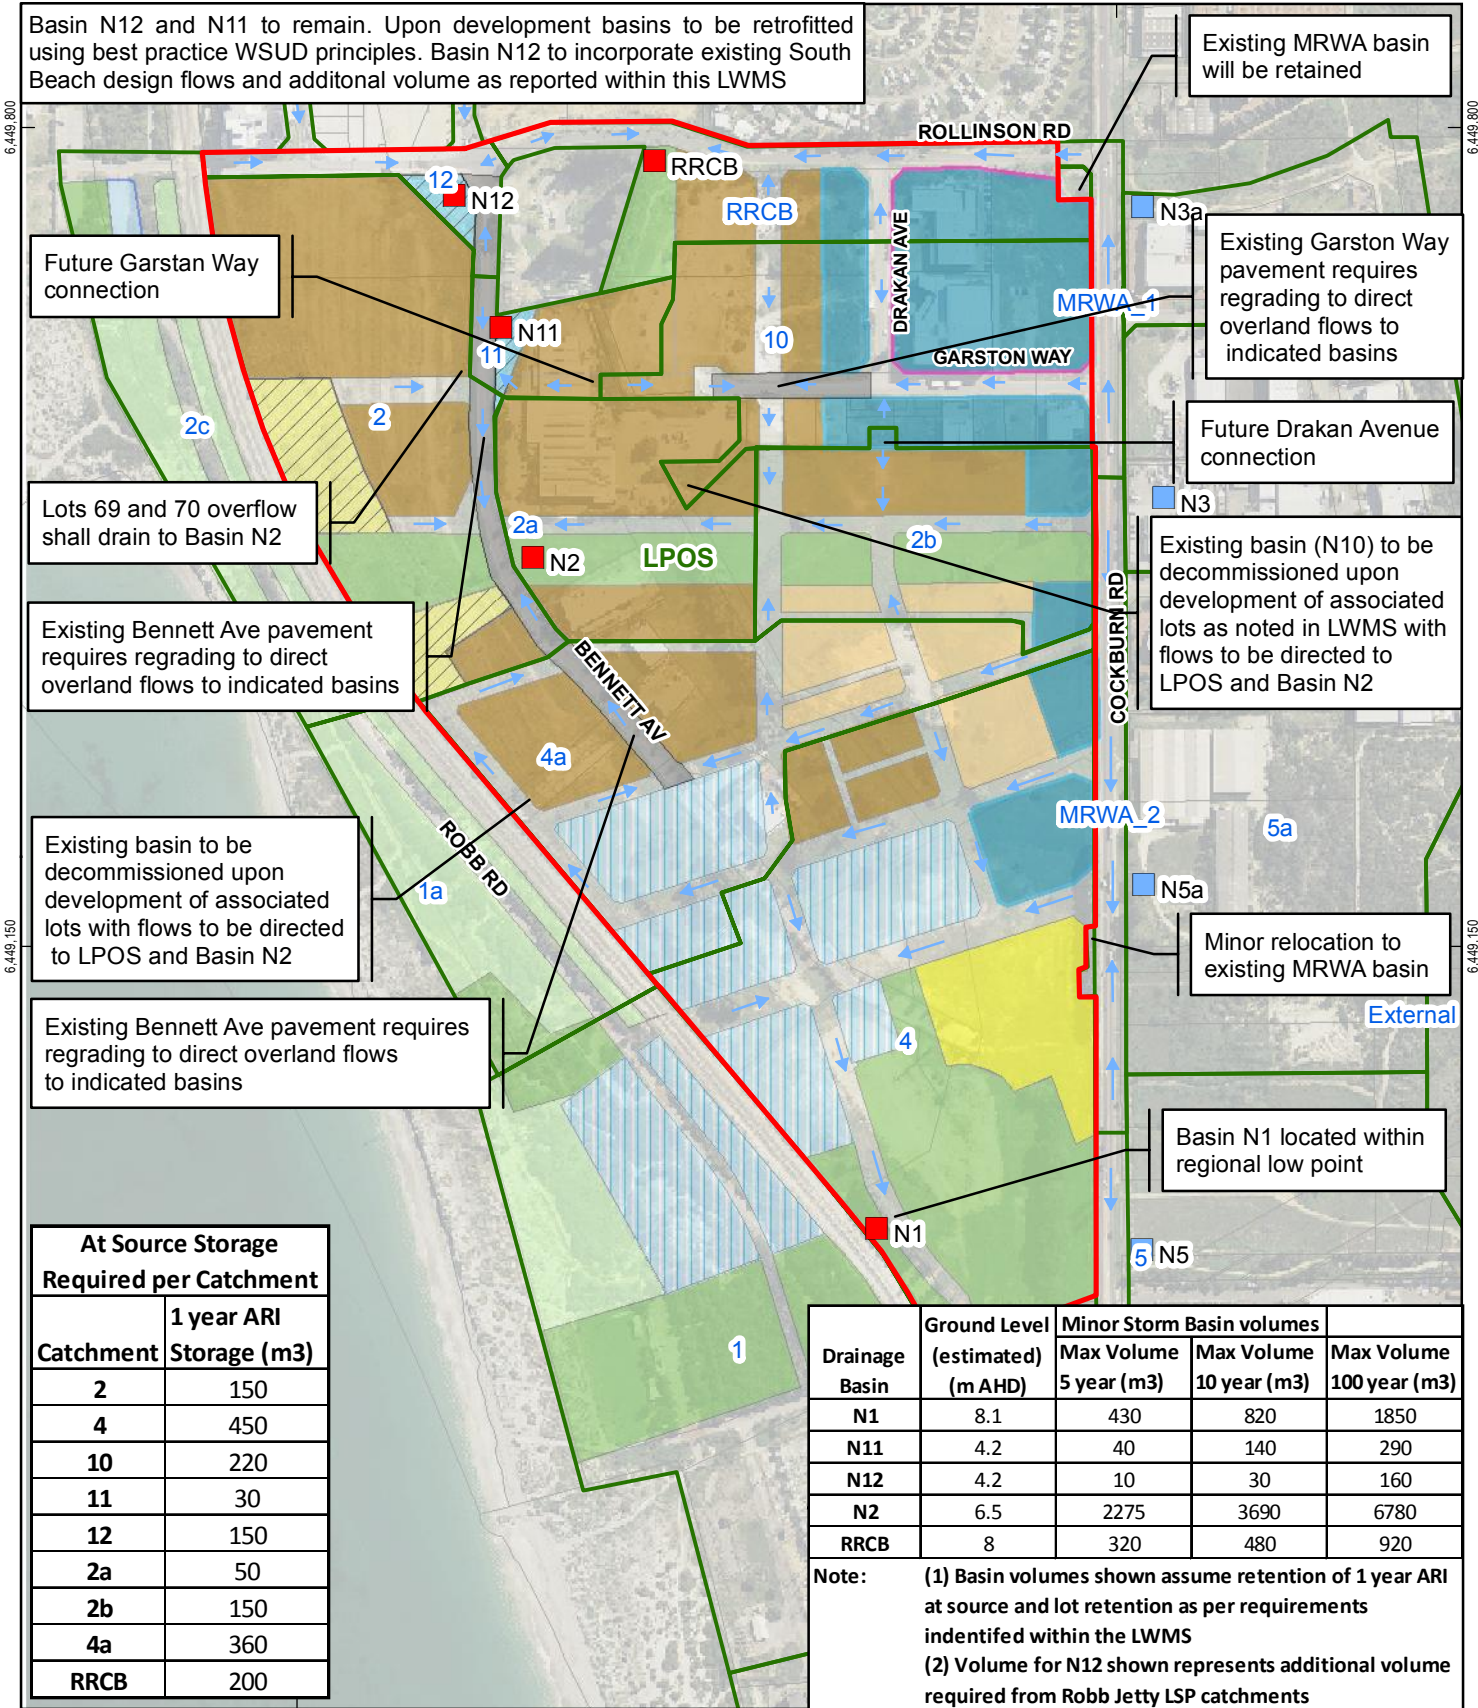 Basin N12 and N11 to remain. Upon development basins to be retrofitted
using best practice WSUD principles. Basin N12 to incorporate existing South
Beach design flows and additonal volume as reported within this LWMS
Existing MRWA basin
will be retained
6,449,800
6,449,800
ROLLINSON RD
RRCB
12
N12
RRCB
N3a
DRAKAN AVE
Existing Garston Way
pavement requires
regrading to direct
overland flows to
indicated basins
Future Garstan Way
connection
MRWA_1
N11
11
10
GARSTON WAY
2c
2
Future Drakan Avenue
connection
Lots 69 and 70 overflow
shall drain to Basin N2
N3
2a
2b
N2
LPOS
Existing basin (N10) to be
decommissioned upon
development of associated
lots as noted in LWMS with
flows to be directed to
LPOS and Basin N2
COCKBURN RD
Existing Bennett Ave pavement
requires regrading to direct
overland flows to indicated basins
BENNETT AV
4a
MRWA_2
5a
ROBB RD
Existing basin to be
decommissioned upon
development of associated
lots with flows to be directed
to LPOS and Basin N2
1a
N5a
6,449,150
6,449,150
Minor relocation to
existing MRWA basin
External
Existing Bennett Ave pavement requires
regrading to direct overland flows
to indicated basins
4
Basin N1 located within
regional low point
N1
5 N5
1
At Source Storage
Required per Catchment
Catchment 1 year ARI Storage (m3)
2 150
4 450
10 220
11 30
12 150
2a 50
2b 150
4a 360
RRCB 200
Drainage Basin Ground Level (estimated) (m AHD) Minor Storm Basin volumes
Max Volume 5 year (m3) Max Volume 10 year (m3) Max Volume 100 year (m3)
N1 8.1 430 820 1850
N11 4.2 40 140 290
N12 4.2 10 30 160
N2 6.5 2275 3690 6780
RRCB 8 320 480 920
Note: (1) Basin volumes shown assume retention of 1 year ARI
at source and lot retention as per requirements
indentifed within the LWMS
(2) Volume for N12 shown represents additional volume
required from Robb Jetty LSP catchments